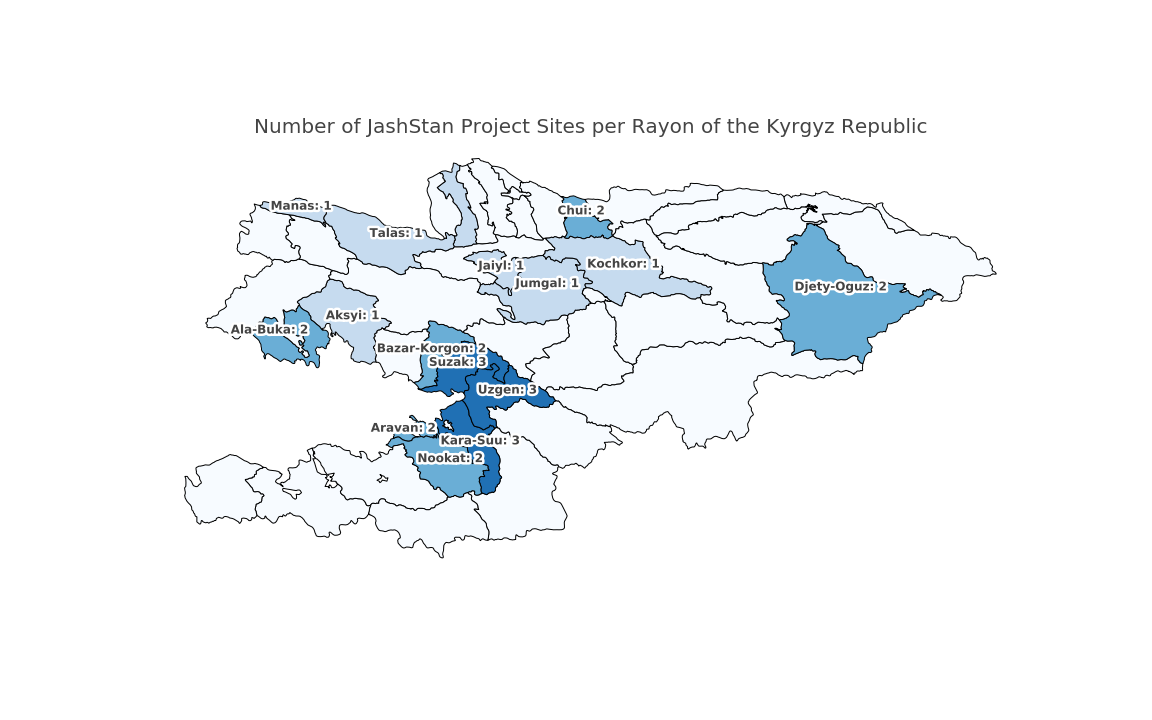 Number of JashStan Project Sites per Rayon of the Kyrgyz Republic
Manas: 1
Chui: 2
Talas: 1
Kochkor: 1
Jaiyl: 1
Jumgal: 1
Djety-Oguz: 2
Aksyi: 1
Ala-Buka: 2
Bazar-Korgon: 2
Suzak: 3
Uzgen: 3
Aravan: 2
Kara-Suu: 3
Nookat: 2